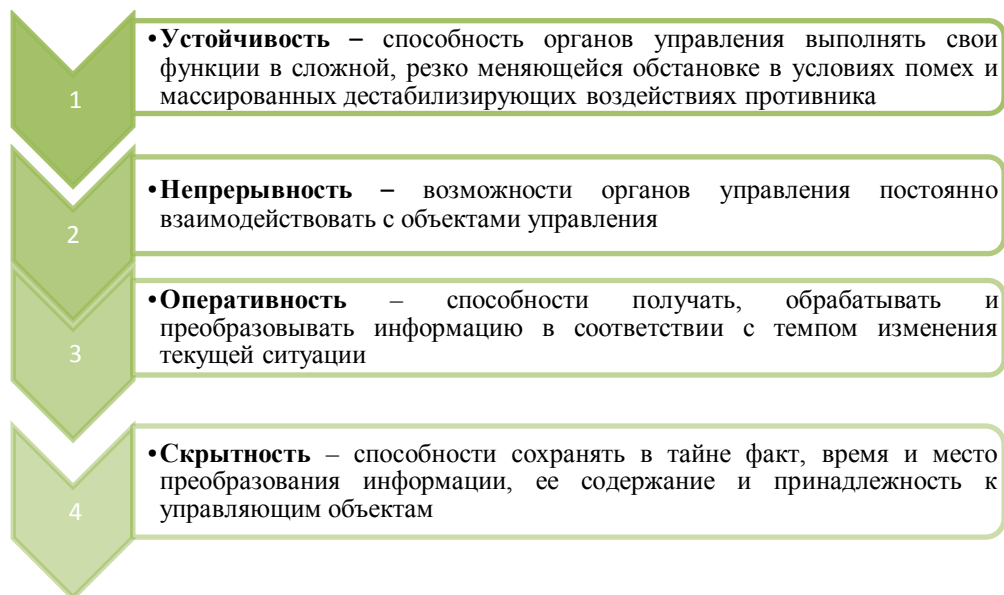 1
•Устойчивость – способность органов управления выполнять свои
функции в сложной, резко меняющейся обстановке в условиях помех и
массированных дестабилизирующих воздействиях противника
2
•Непрерывность – возможности органов управления постоянно
взаимодействовать с объектами управления
3
•Оперативность – способности получать, обрабатывать и
преобразовывать информацию в соответствии с темпом изменения
текущей ситуации
4
•Скрытность – способности сохранять в тайне факт, время и место
преобразования информации, ее содержание и принадлежность к
управляющим объектам